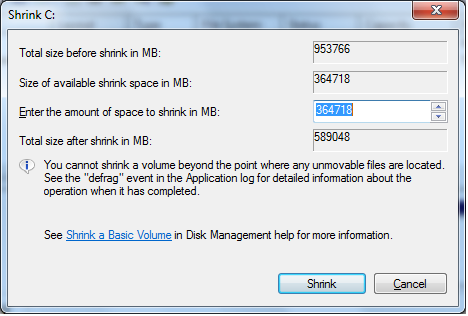 Shrink C:
Total size before shrink in MB: 953766
Size of available shrink space in MB: 364718
Enter the amount of space to shrink in MB: 364718
Total size after shrink in MB: 589048
You cannot shrink a volume beyond the point where any unmovable files are located.
See the "defrag" event in the Application log for detailed information about the
operation when it has completed.
See Shrink a Basic Volume in Disk Management help for more information.
Shrink Cancel